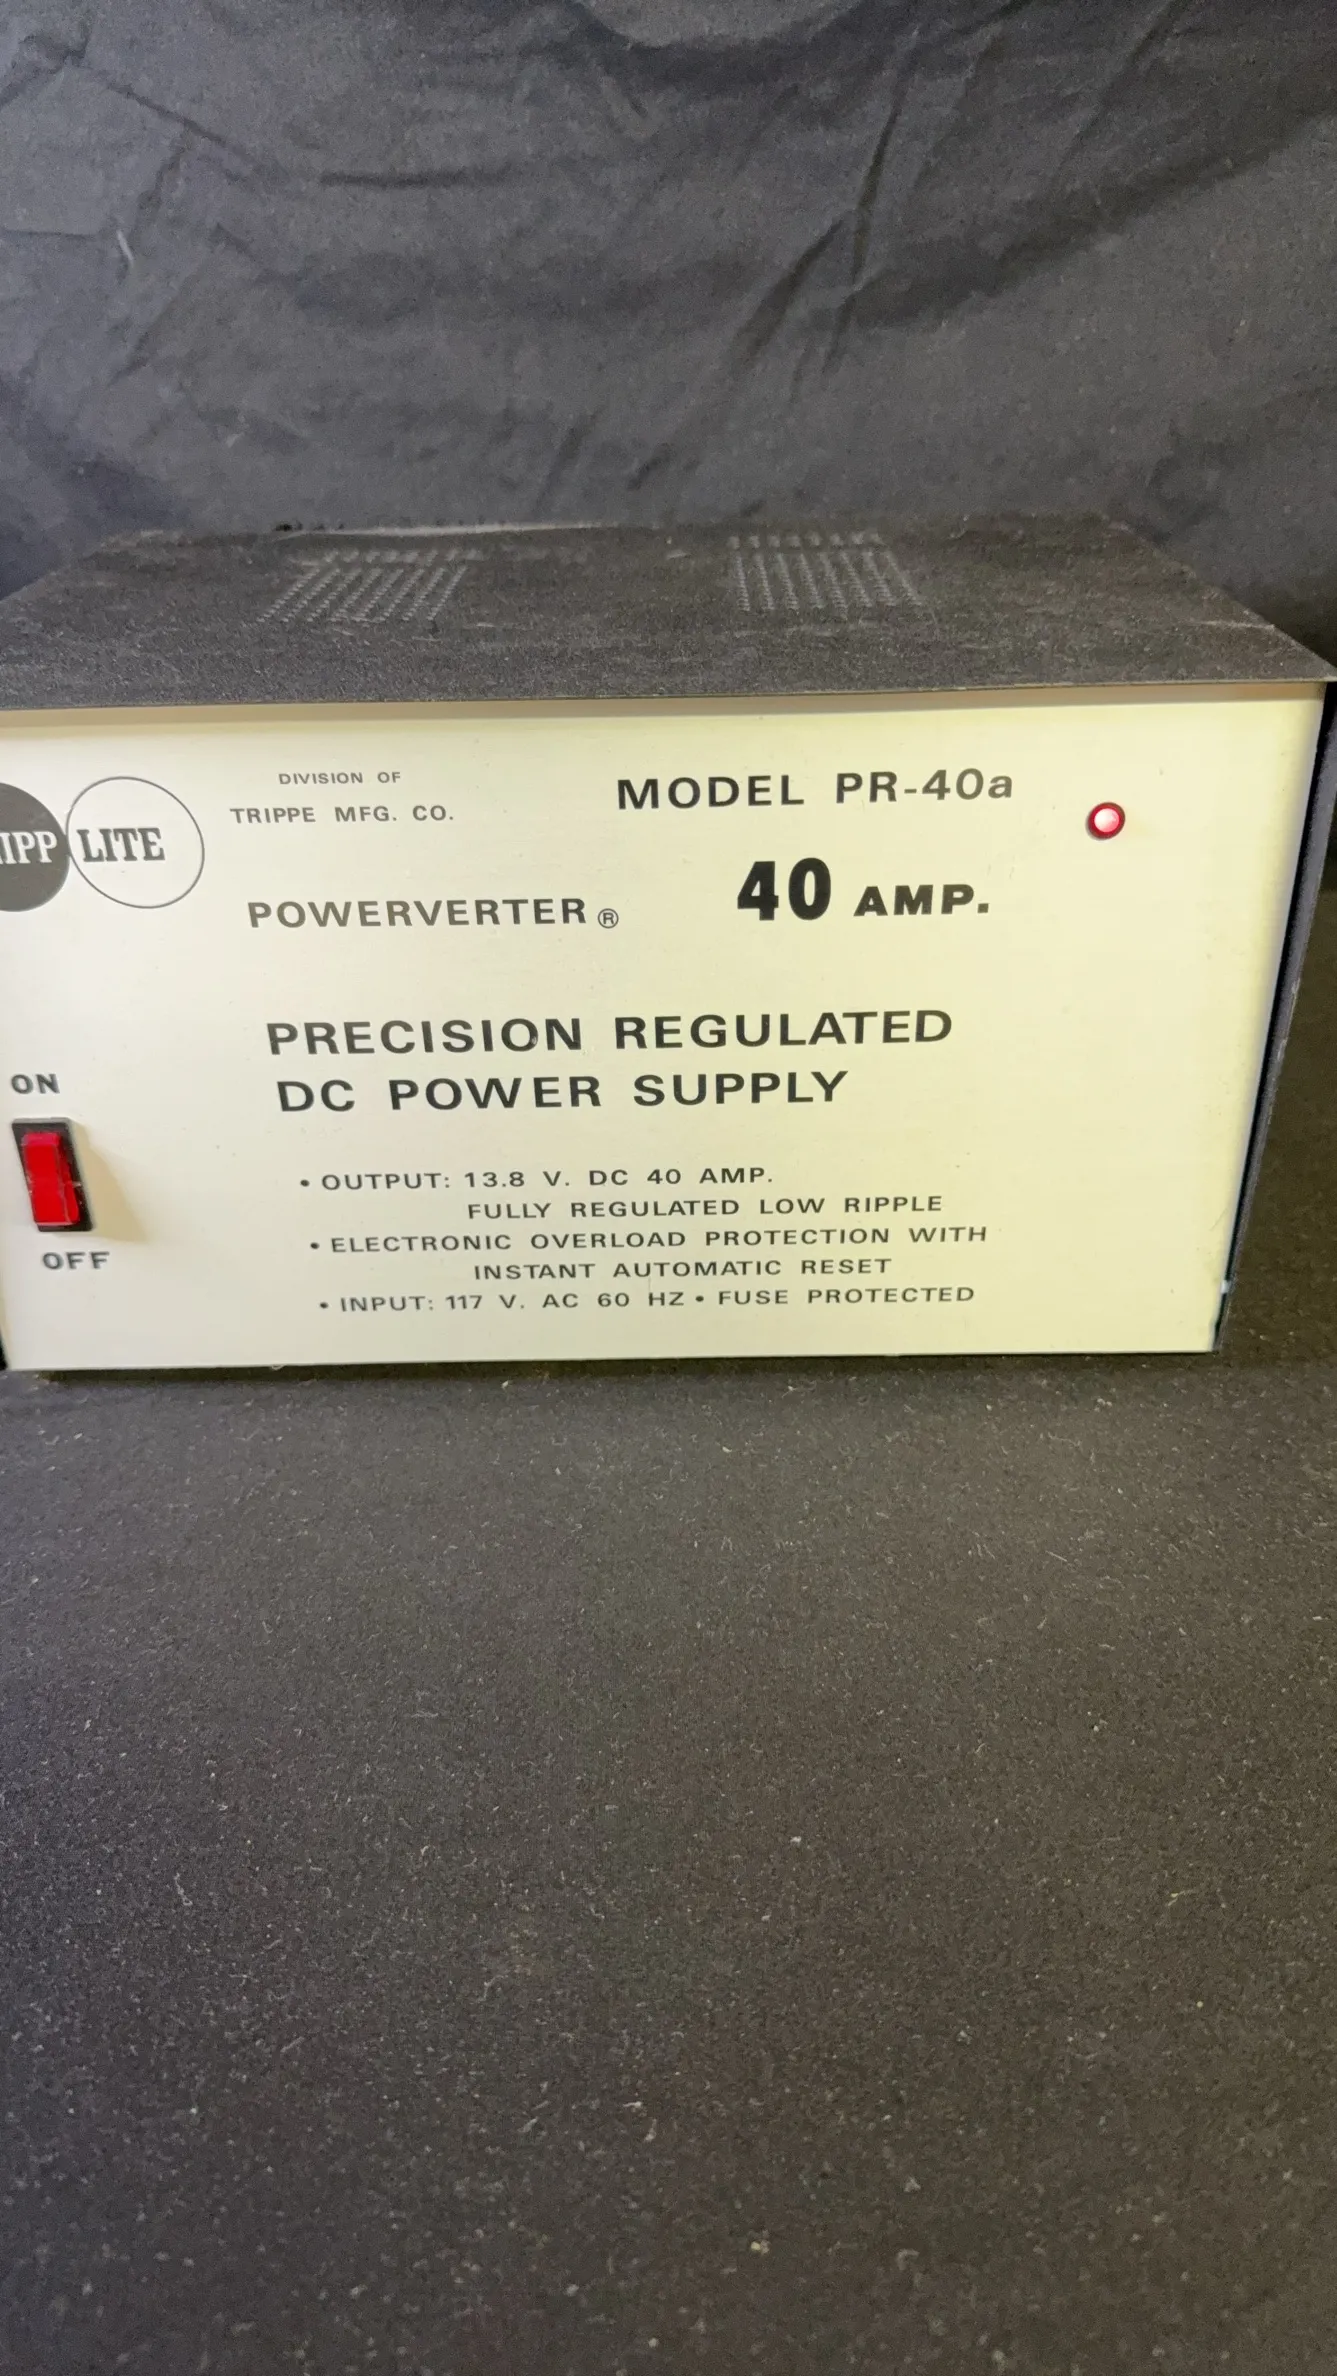 LITE
DIVISION OF
TRIPPE MFG. CO.
MODEL PR-40a
POWERVERTER ®
40 AMP.
PRECISION REGULATED
DC POWER SUPPLY
ON
OFF
• OUTPUT: 13.8 V. DC 40 AMP.
FULLY REGULATED LOW RIPPLE
• ELECTRONIC OVERLOAD PROTECTION WITH
INSTANT AUTOMATIC RESET
• INPUT: 117 V. AC 60 HZ • FUSE PROTECTED